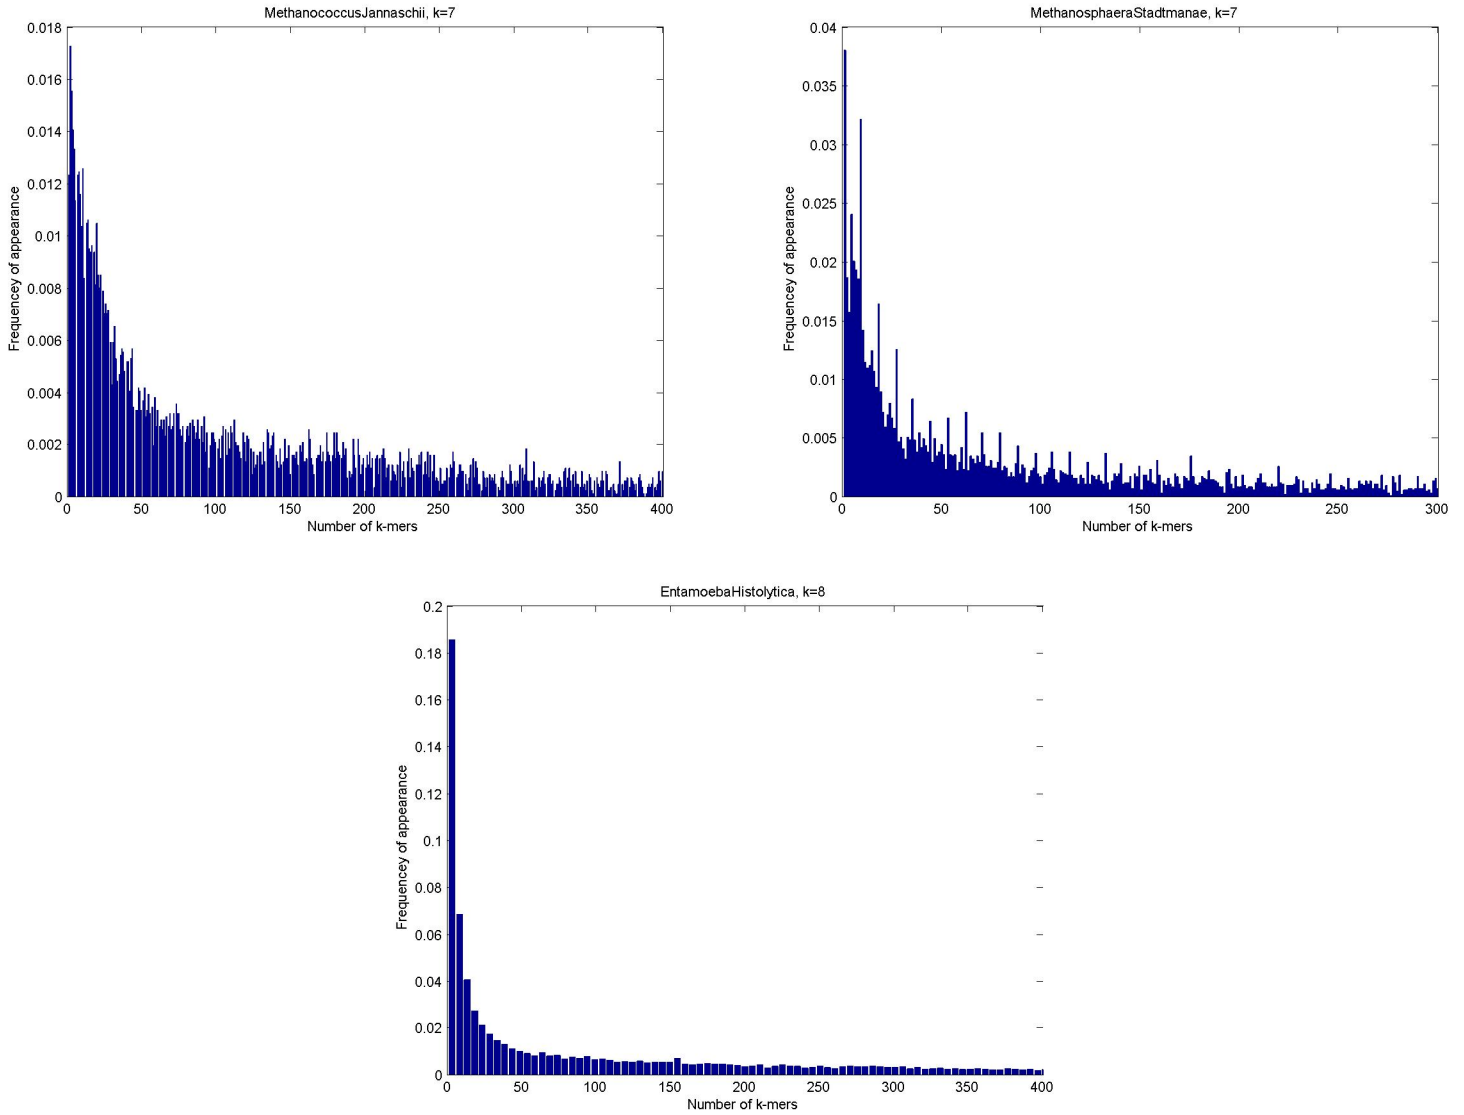 MethanococcusJannaschii, k=7
0.018
0.016
0.014
0.012
0.01
0.008
0.006
0.004
0.002
0
Frequencey of appearance
0 50 100 150 200 250 300 350 400
Number of k-mers
MethanosphaeraStadtmanae, k=7
0.04
0.035
0.03
0.025
0.02
0.015
0.01
0.005
0
Frequencey of appearance
0 50 100 150 200 250 300
Number of k-mers
EntamoebaHistolytica, k=8
0.2
0.18
0.16
0.14
0.12
0.1
0.08
0.06
0.04
0.02
0
Frequencey of appearance
0 50 100 150 200 250 300 350 400
Number of k-mers